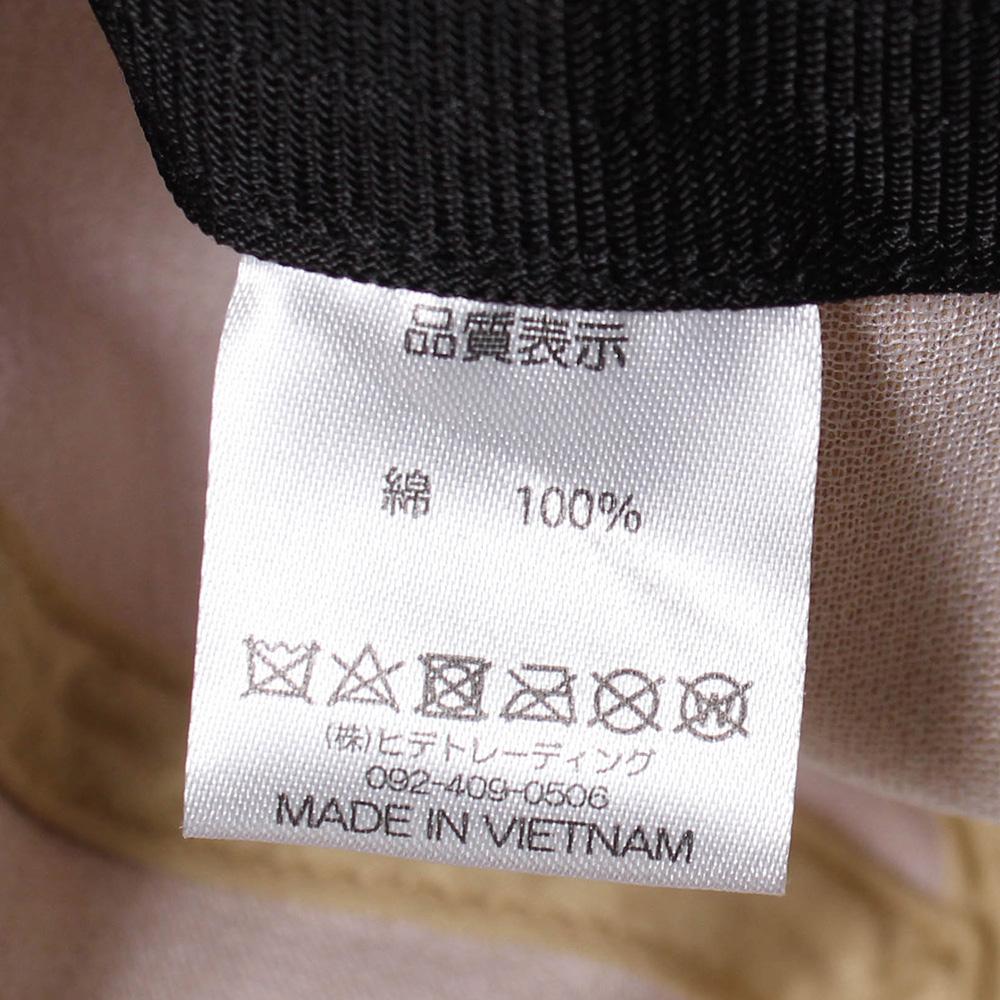 品質表示
綿 100%
(株)ヒデトレーディング
092-409-0506
MADE IN VIETNAM